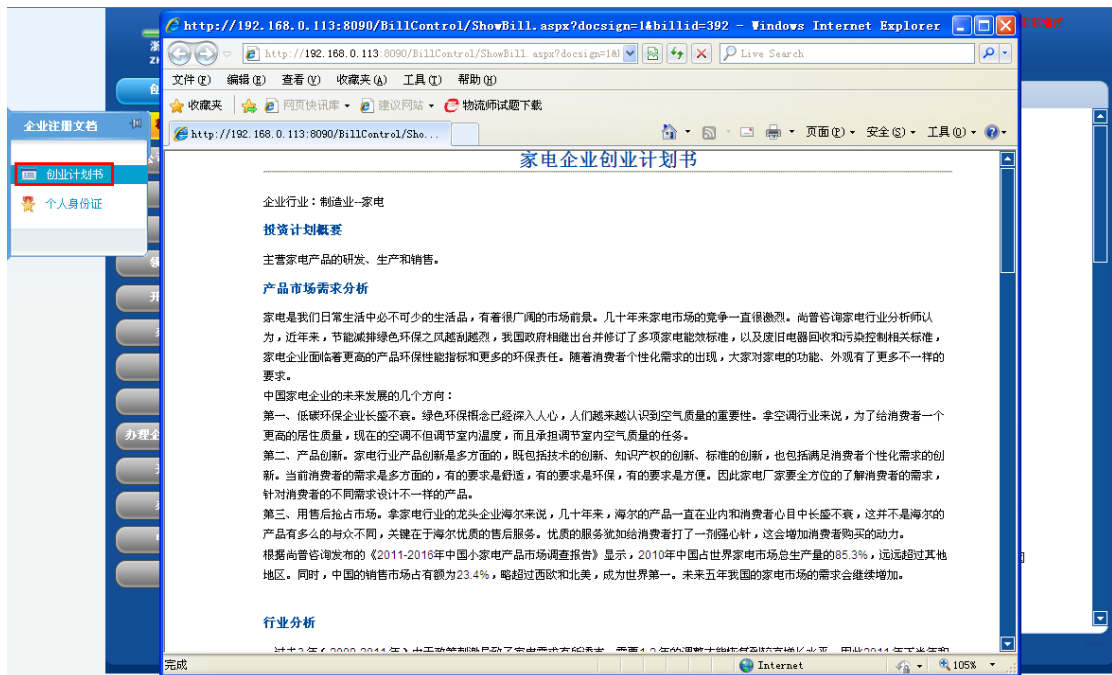 http://192.168.0.113:8090/BillControl/ShowBill.aspx?docsign=1&billid=392 - Windows Internet Explorer
http://192.168.0.113:8090/BillControl/ShowBill.aspx?docsign=1&l
Live Search
文件(F) 编辑(E) 查看(V) 收藏夹(A) 工具(T) 帮助(H)
收藏夹 网页快讯库 建议网站 物流师试题下载
http://192.168.0.113:8090/BillControl/Sho...
页面(P) 安全(S) 工具(O)
企业注册文档
创业计划书
个人身份证
办理企
家电企业创业计划书
企业行业：制造业--家电
投资计划概要
主营家电产品的研发、生产和销售。
产品市场需求分析
家电是我们日常生活中必不可少的生活品，有着很广阔的市场前景。几十年来家电市场的竞争一直很激烈。尚普咨询家电行业分析师认
为，近年来，节能减排绿色环保之风越刮越烈，我国政府相继出台并修订了多项家电能效标准，以及废旧电器回收和污染控制相关标准，
家电企业面临着更高的产品环保性能指标和更多的环保责任。随着消费者个性化需求的出现，大家对家电的功能、外观有了更多不一样的
要求。
中国家电企业的未来发展的几个方向：
第一、低碳环保企业长盛不衰。绿色环保概念已经深入人心，人们越来越认识到空气质量的重要性。拿空调行业来说，为了给消费者一个
更高的居住质量，现在的空调不但调节室内温度，而且承担调节室内空气质量的任务。
第二、产品创新。家电行业产品创新是多方面的，既包括技术的创新、知识产权的创新、标准的创新，也包括满足消费者个性化需求的创
新。当前消费者的需求是多方面的，有的要求是舒适，有的要求是环保，有的要求是方便。因此家电厂家要全方位的了解消费者的需求，
针对消费者的不同需求设计不一样的产品。
第三、用售后抢占市场。拿家电行业的龙头企业海尔来说，几十年来，海尔的产品一直在业内和消费者心目中长盛不衰，这并不是海尔的
产品有多么的与众不同，关键在于海尔优质的售后服务。优质的服务犹如给消费者打了一剂强心针，这会增加消费者购买的动力。
根据尚普咨询发布的《2011-2016年中国小家电产品市场调查报告》显示，2010年中国占世界家电市场总生产量的85.3%，远远超过其他
地区。同时，中国的销售市场占有额为23.4%，略超过西欧和北美，成为世界第一。未来五年我国的家电市场的需求会继续增加。
行业分析
完成
Internet
105%